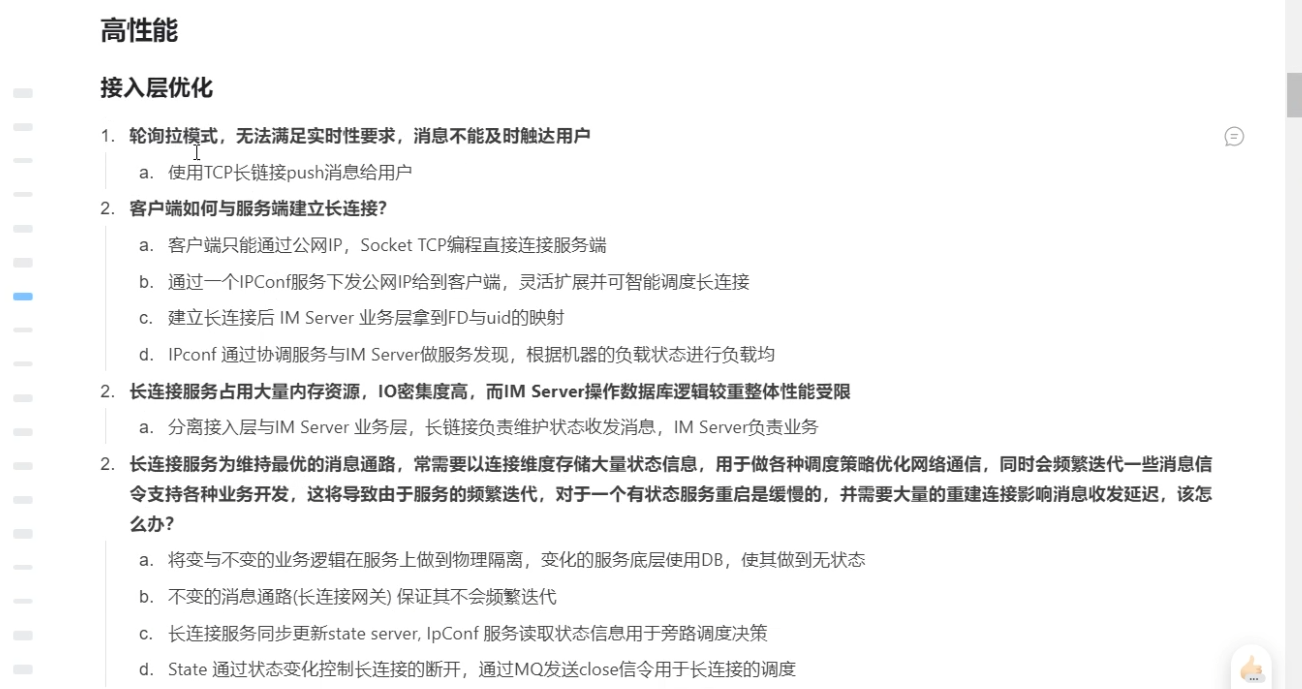 高性能
接入层优化
1. 轮询拉模式，无法满足实时性要求，消息不能及时触达用户
a. 使用TCP长链接push消息给用户
2. 客户端如何与服务端建立长连接？
a. 客户端只能通过公网IP，Socket TCP编程直接连接服务端
b. 通过一个IPConf服务下发公网IP给到客户端，灵活扩展并可智能调度长连接
c. 建立长连接后 IM Server 业务层拿到FD与uid的映射
d. IPconf 通过协调服务与IM Server做服务发现，根据机器的负载状态进行负载均
2. 长连接服务占用大量内存资源，IO密集度高，而IM Server操作数据库逻辑较重整体性能受限
a. 分离接入层与IM Server 业务层，长链接负责维护状态收发消息，IM Server负责业务
2. 长连接服务为维持最优的消息通路，常需要以连接维度存储大量状态信息，用于做各种调度策略优化网络通信，同时会频繁迭代一些消息信
令支持各种业务开发，这将导致由于服务的频繁迭代，对于一个有状态服务重启是缓慢的，并需要大量的重建连接影响消息收发延迟，该怎
么办？
a. 将变与不变的业务逻辑在服务上做到物理隔离，变化的服务底层使用DB，使其做到无状态
b. 不变的消息通路(长连接网关) 保证其不会频繁迭代
c. 长连接服务同步更新state server, IpConf 服务读取状态信息用于旁路调度决策
d. State 通过状态变化控制长连接的断开，通过MQ发送close信令用于长连接的调度